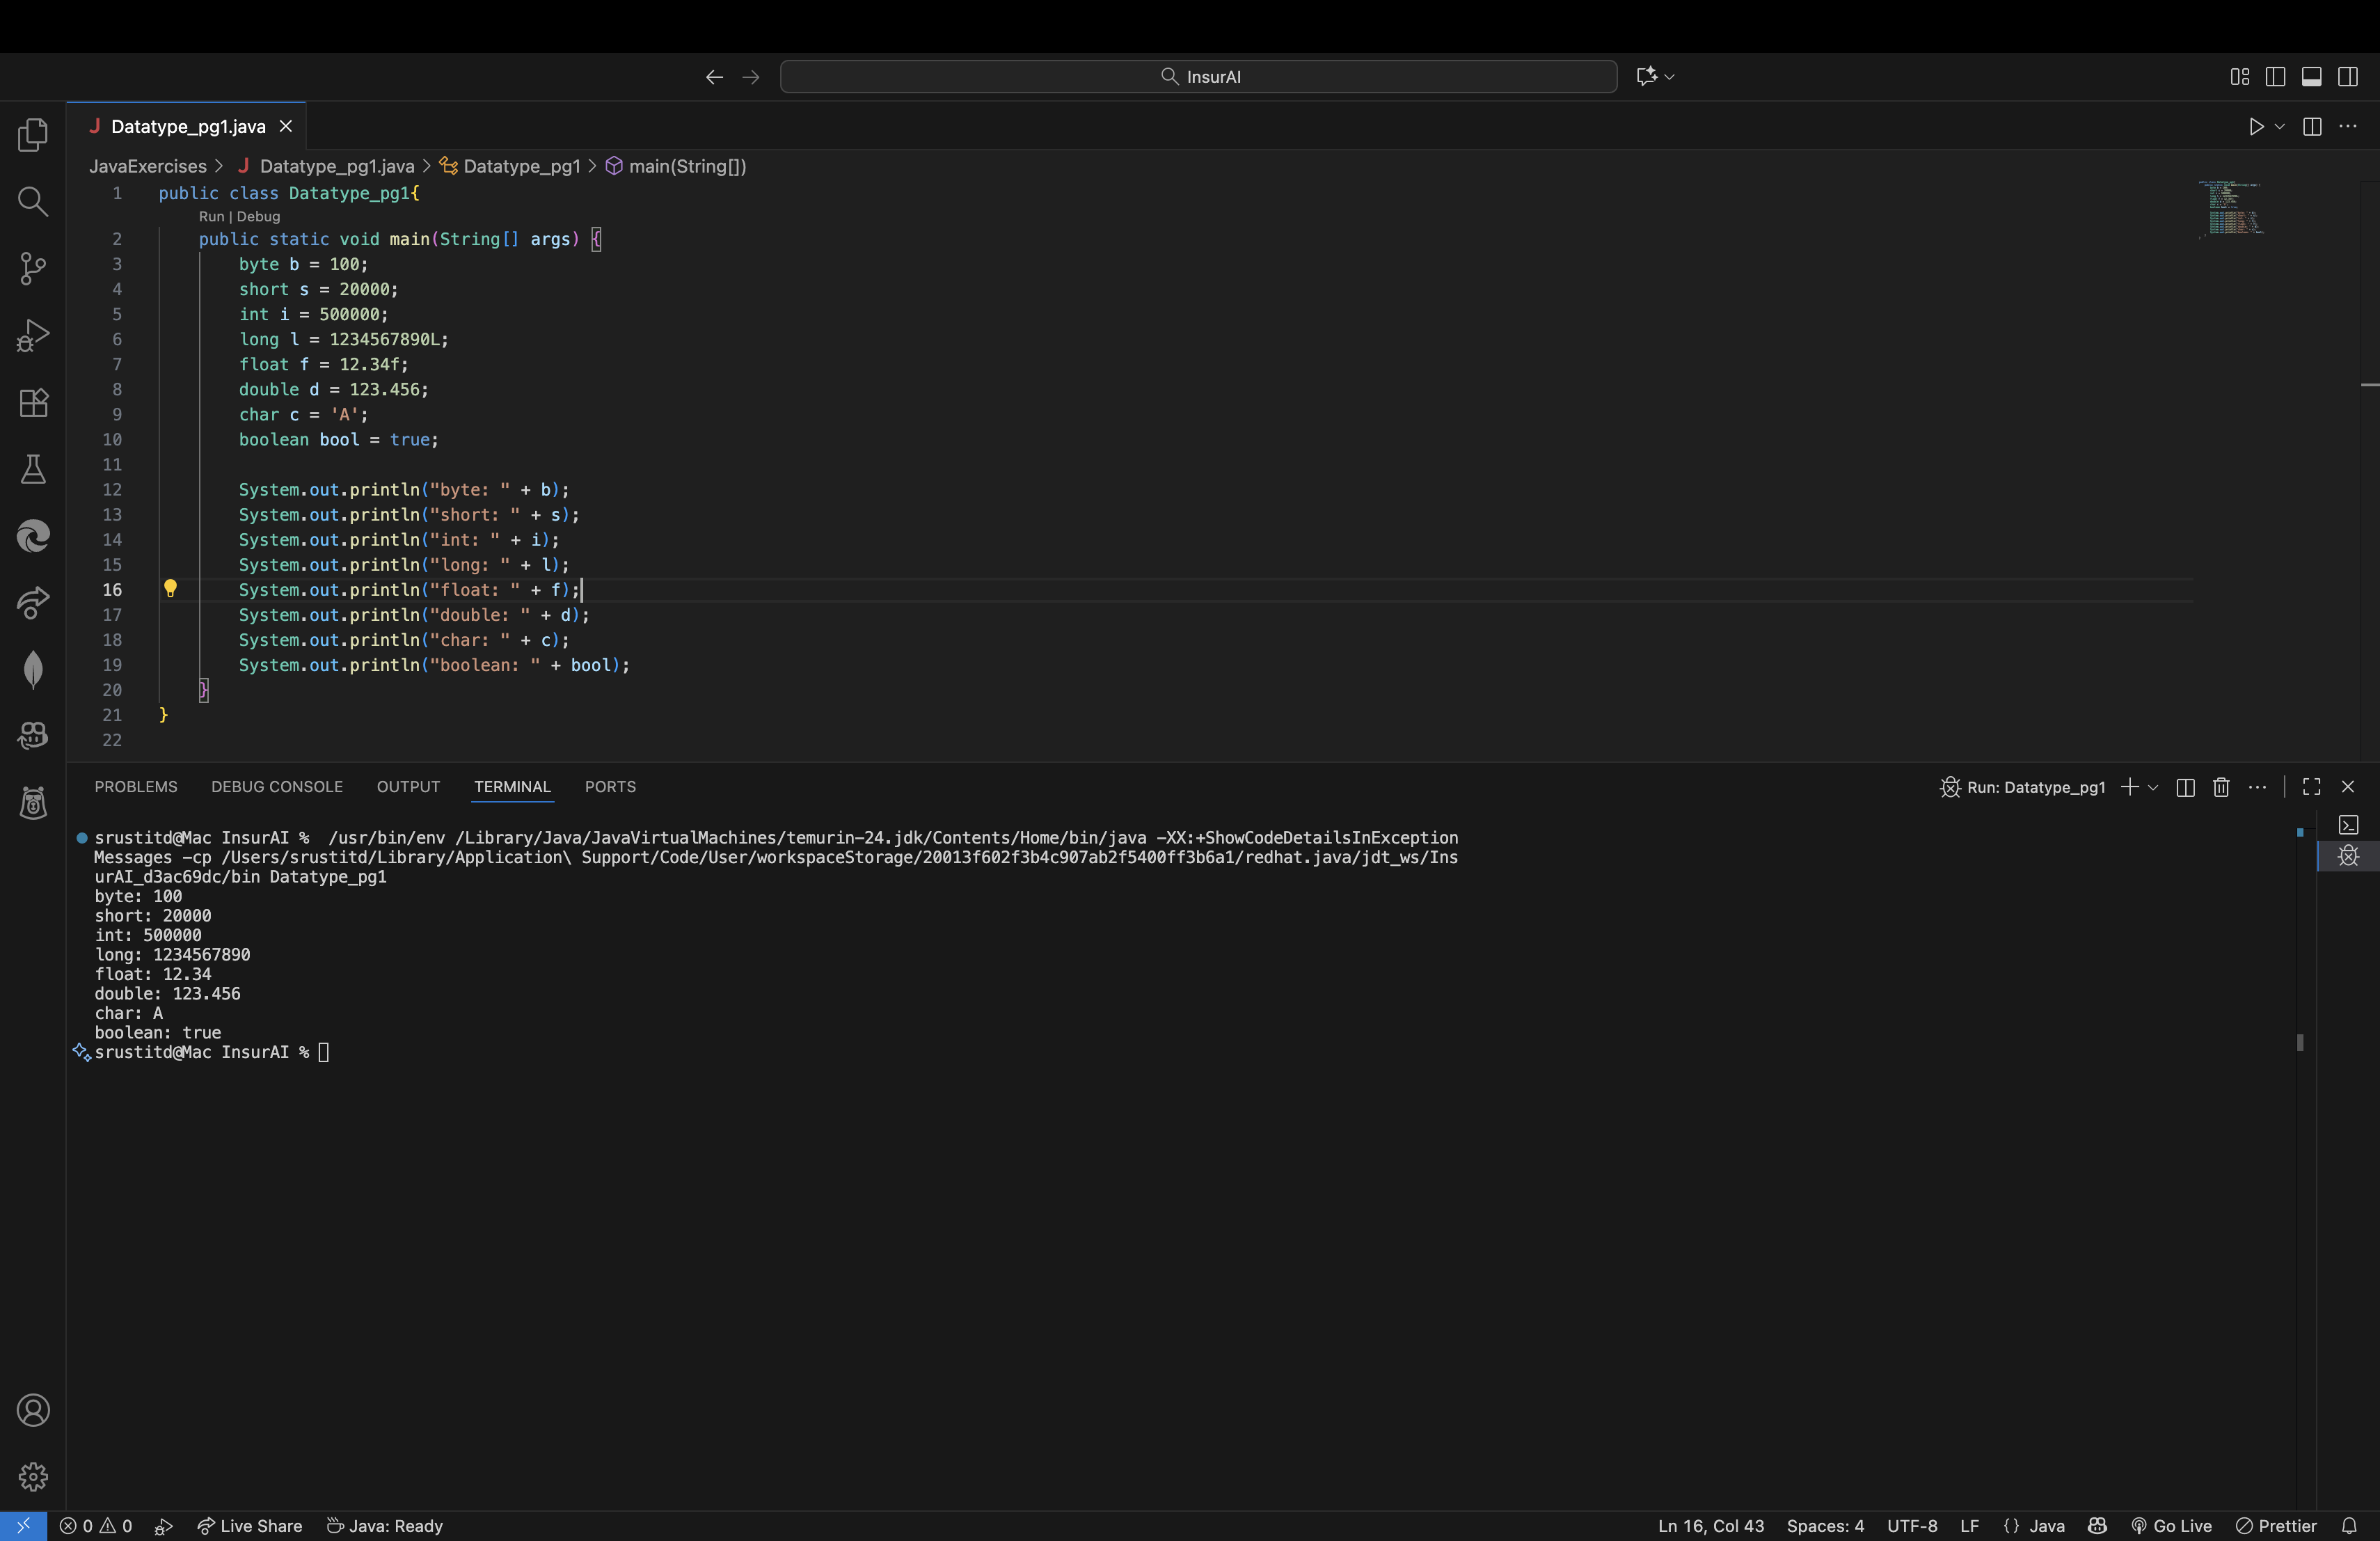 InsurAI
J Datatype_pg1.java
JavaExercises > J Datatype_pg1.java > Datatype_pg1 > main(String[])
1 public class Datatype_pg1{
Run | Debug
2 public static void main(String[] args) {
3 byte b = 100;
4 short s = 20000;
5 int i = 500000;
6 long l = 1234567890L;
7 float f = 12.34f;
8 double d = 123.456;
9 char c = 'A';
10 boolean bool = true;
11
12 System.out.println("byte: " + b);
13 System.out.println("short: " + s);
14 System.out.println("int: " + i);
15 System.out.println("long: " + l);
16 System.out.println("float: " + f);
17 System.out.println("double: " + d);
18 System.out.println("char: " + c);
19 System.out.println("boolean: " + bool);
20 }
21 }
22
PROBLEMS DEBUG CONSOLE OUTPUT TERMINAL PORTS Run: Datatype_pg1
srustitd@Mac InsurAI % /usr/bin/env /Library/Java/JavaVirtualMachines/temurin-24.jdk/Contents/Home/bin/java -XX:+ShowCodeDetailsInException
Messages -cp /Users/srustitd/Library/Application\ Support/Code/User/workspaceStorage/20013f602f3b4c907ab2f5400ff3b6a1/redhat.java/jdt_ws/Ins
urAI_d3ac69dc/bin Datatype_pg1
byte: 100
short: 20000
int: 500000
long: 1234567890
float: 12.34
double: 123.456
char: A
boolean: true
srustitd@Mac InsurAI %
0 0 Live Share Java: Ready Ln 16, Col 43 Spaces: 4 UTF-8 LF {} Java Go Live Prettier